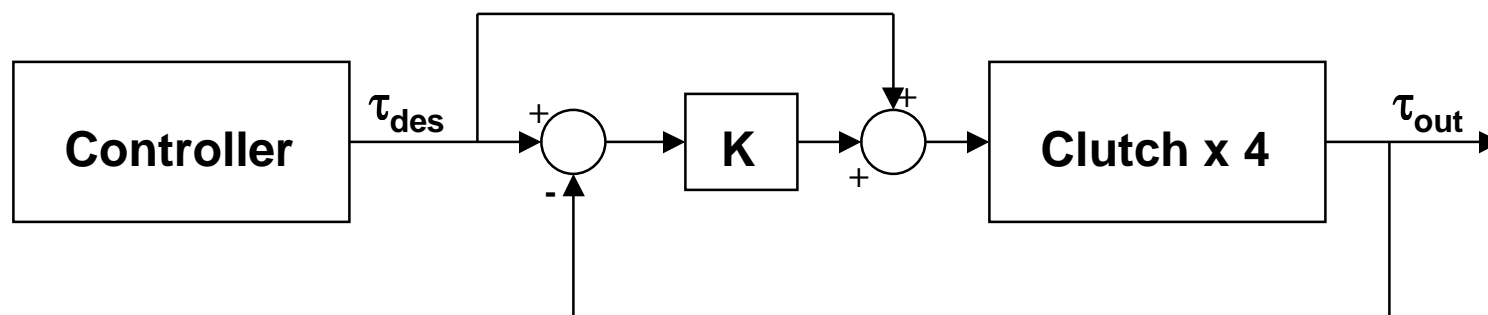 Controller
τdes
+
-
K
+
+
Clutch x 4
τout